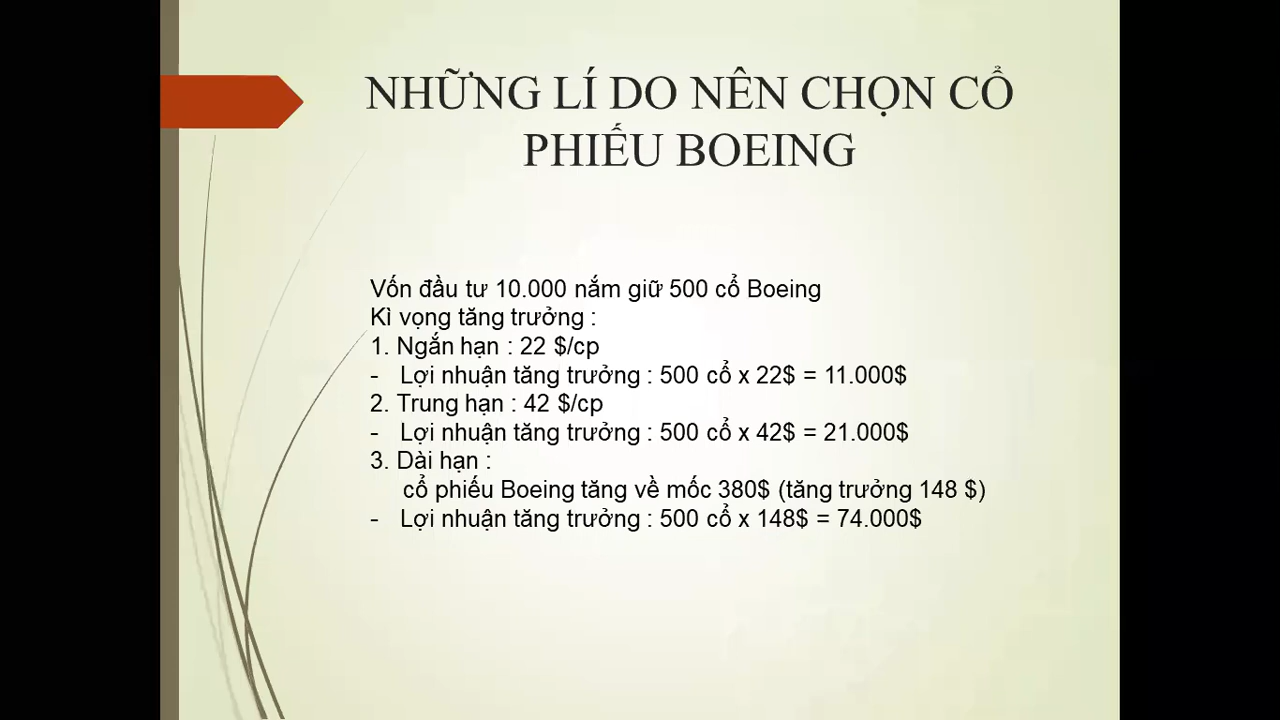 NHỮNG LÍ DO NÊN CHỌN CỔ
PHIẾU BOEING
Vốn đầu tư 10.000 nắm giữ 500 cổ Boeing
Kì vọng tăng trưởng :
1. Ngắn hạn : 22 $/cp
- Lợi nhuận tăng trưởng : 500 cổ x 22$ = 11.000$
2. Trung hạn : 42 $/cp
- Lợi nhuận tăng trưởng : 500 cổ x 42$ = 21.000$
3. Dài hạn :
cổ phiếu Boeing tăng về mốc 380$ (tăng trưởng 148 $)
- Lợi nhuận tăng trưởng : 500 cổ x 148$ = 74.000$